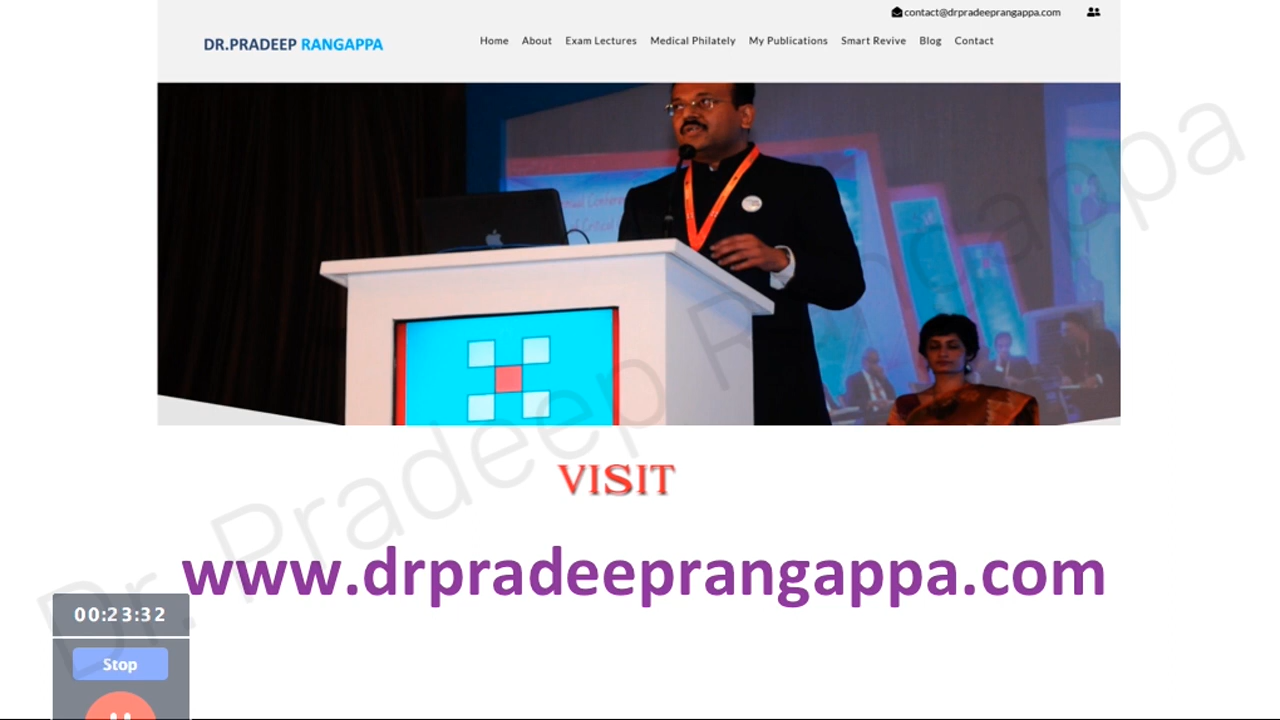 contact@drpradeeprangappa.com
DR.PRADEEP RANGAPPA
Home About Exam Lectures Medical Philately My Publications Smart Revive Blog Contact
VISIT
www.drpradeeprangappa.com
Dr. Pradeep Rangappa
00:23:32
Stop